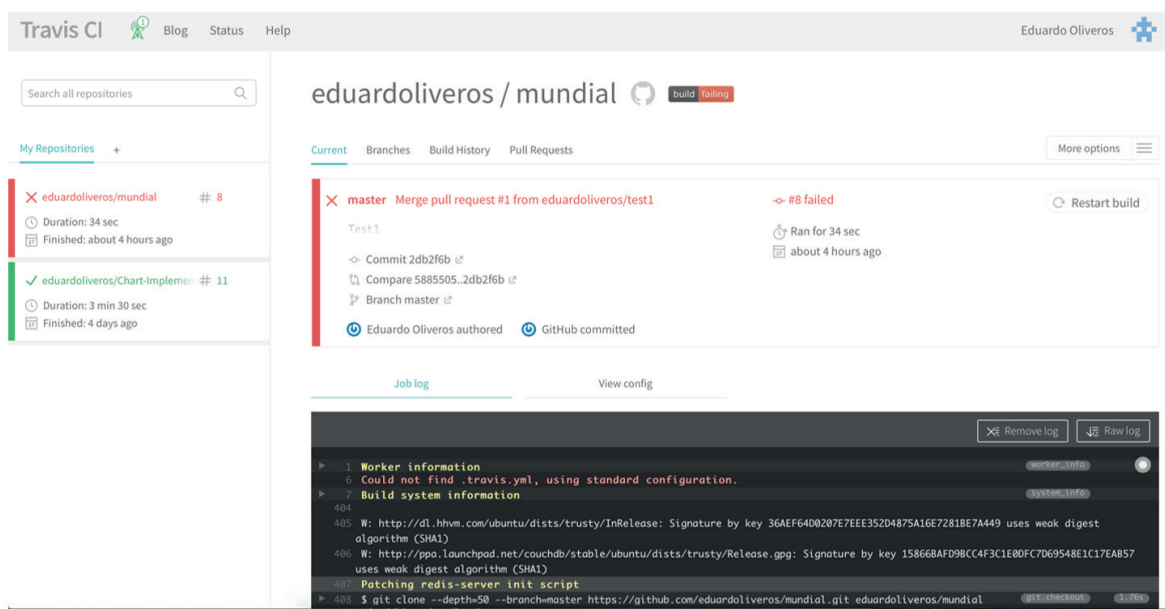 Travis CI 1 Blog Status Help Eduardo Oliveros
Search all repositories
My Repositories +
eduardoliveros/mundial # 8
Duration: 34 sec
Finished: about 4 hours ago
eduardoliveros/Chart-Implemen # 11
Duration: 3 min 30 sec
Finished: 4 days ago
eduardoliveros / mundial build failing
Current Branches Build History Pull Requests More options
master Merge pull request #1 from eduardoliveros/test1 #8 failed Restart build
Test1 Ran for 34 sec
about 4 hours ago
Commit 2db2f6b
Compare 5885505..2db2f6b
Branch master
Eduardo Oliveros authored GitHub committed
Job log View config
Remove log Raw log
1 Worker information worker_info
6 Could not find .travis.yml, using standard configuration.
7 Build system information system_info
404
405 W: http://dl.hhvm.com/ubuntu/dists/trusty/InRelease: Signature by key 36AEF64D0207E7EEE352D4875A16E7281BE7A449 uses weak digest
algorithm (SHA1)
406 W: http://ppa.launchpad.net/couchdb/stable/ubuntu/dists/trusty/Release.gpg: Signature by key 15866BAFD9BCC4F3C1E0DFC7D69548E1C17EAB57
uses weak digest algorithm (SHA1)
407 Patching redis-server init script
408 $ git clone --depth=50 --branch=master https://github.com/eduardoliveros/mundial.git eduardoliveros/mundial git.checkout 1.76s